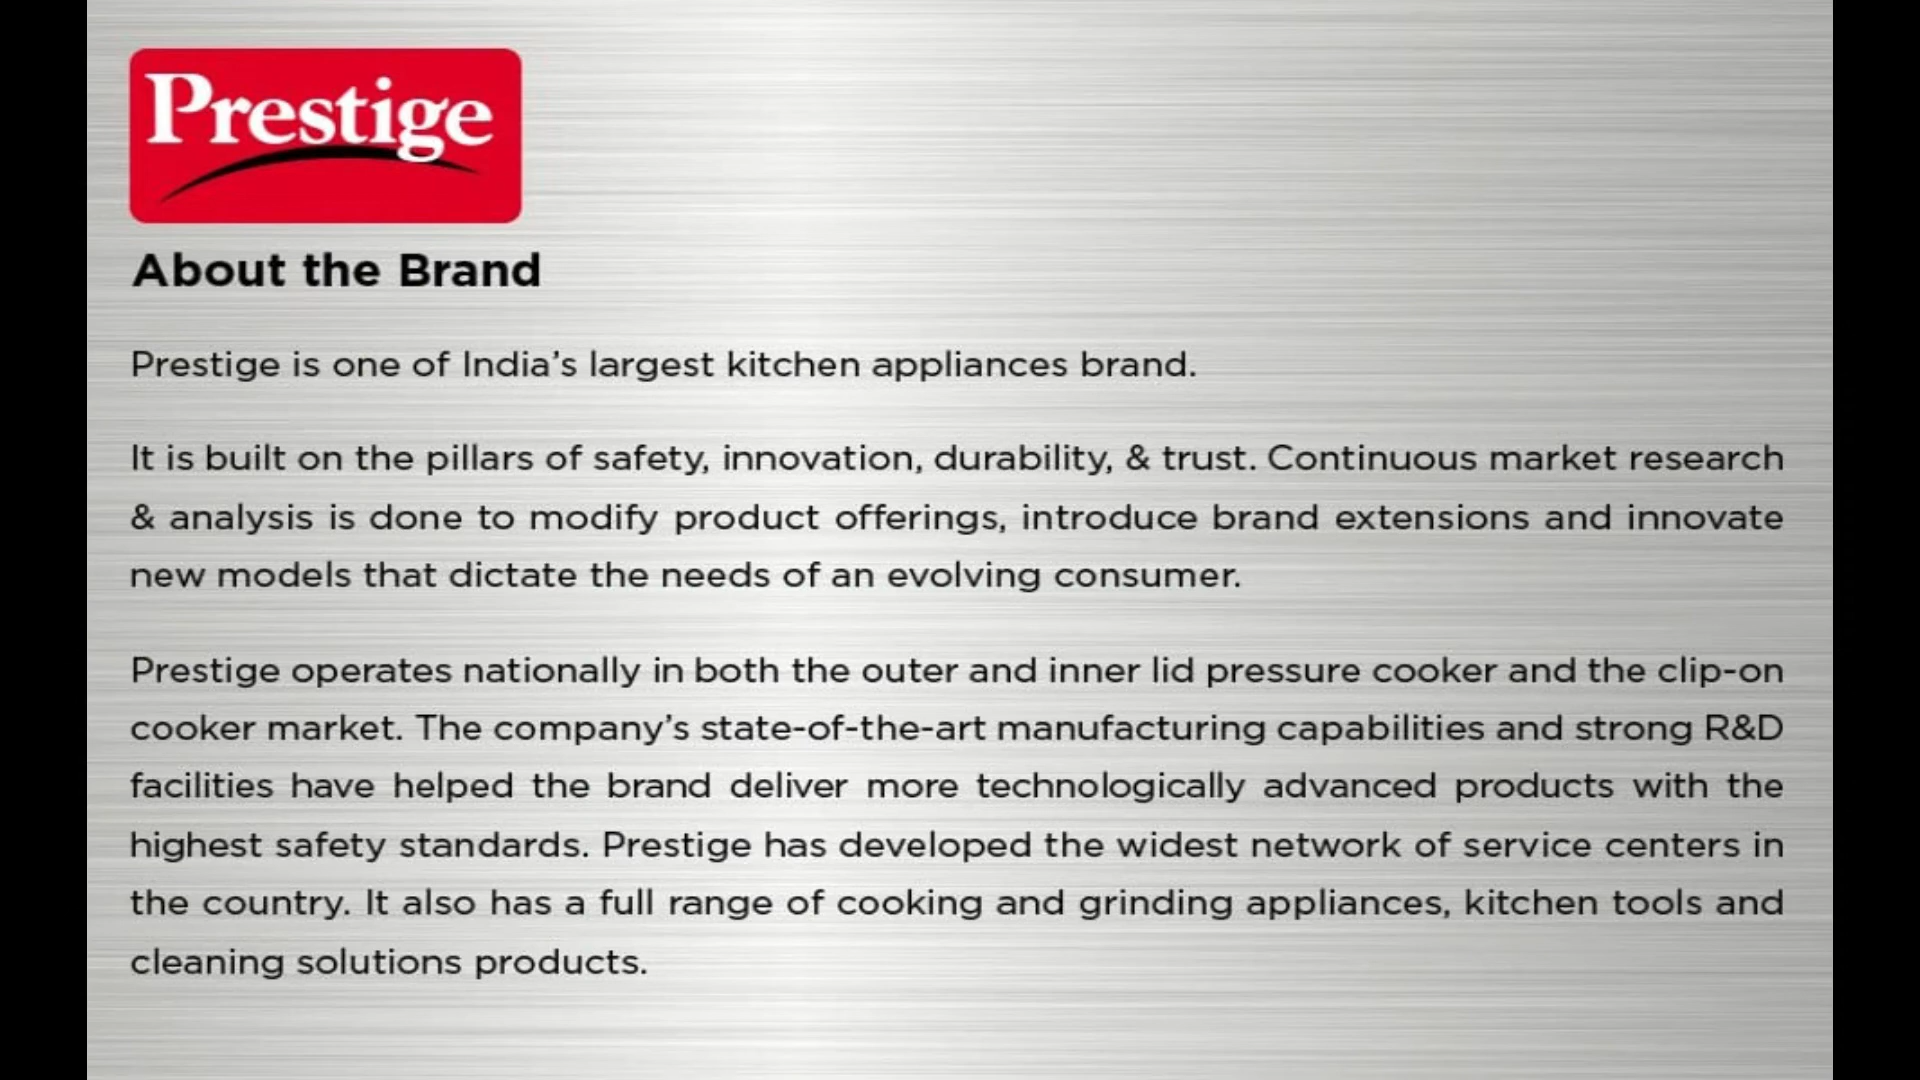 Prestige
About the Brand
Prestige is one of India's largest kitchen appliances brand.
It is built on the pillars of safety, innovation, durability, & trust. Continuous market research
& analysis is done to modify product offerings, introduce brand extensions and innovate
new models that dictate the needs of an evolving consumer.
Prestige operates nationally in both the outer and inner lid pressure cooker and the clip-on
cooker market. The company's state-of-the-art manufacturing capabilities and strong R&D
facilities have helped the brand deliver more technologically advanced products with the
highest safety standards. Prestige has developed the widest network of service centers in
the country. It also has a full range of cooking and grinding appliances, kitchen tools and
cleaning solutions products.